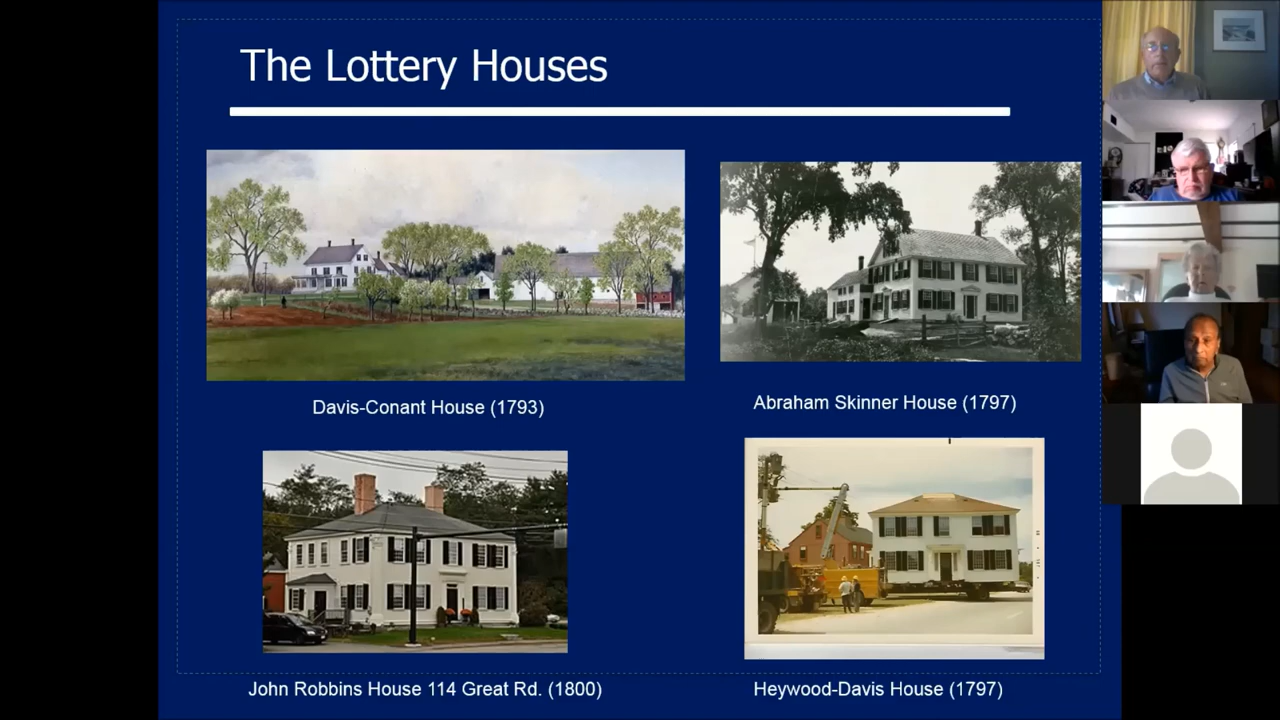 The Lottery Houses
Davis-Conant House (1793)
Abraham Skinner House (1797)
John Robbins House 114 Great Rd. (1800)
Heywood-Davis House (1797)